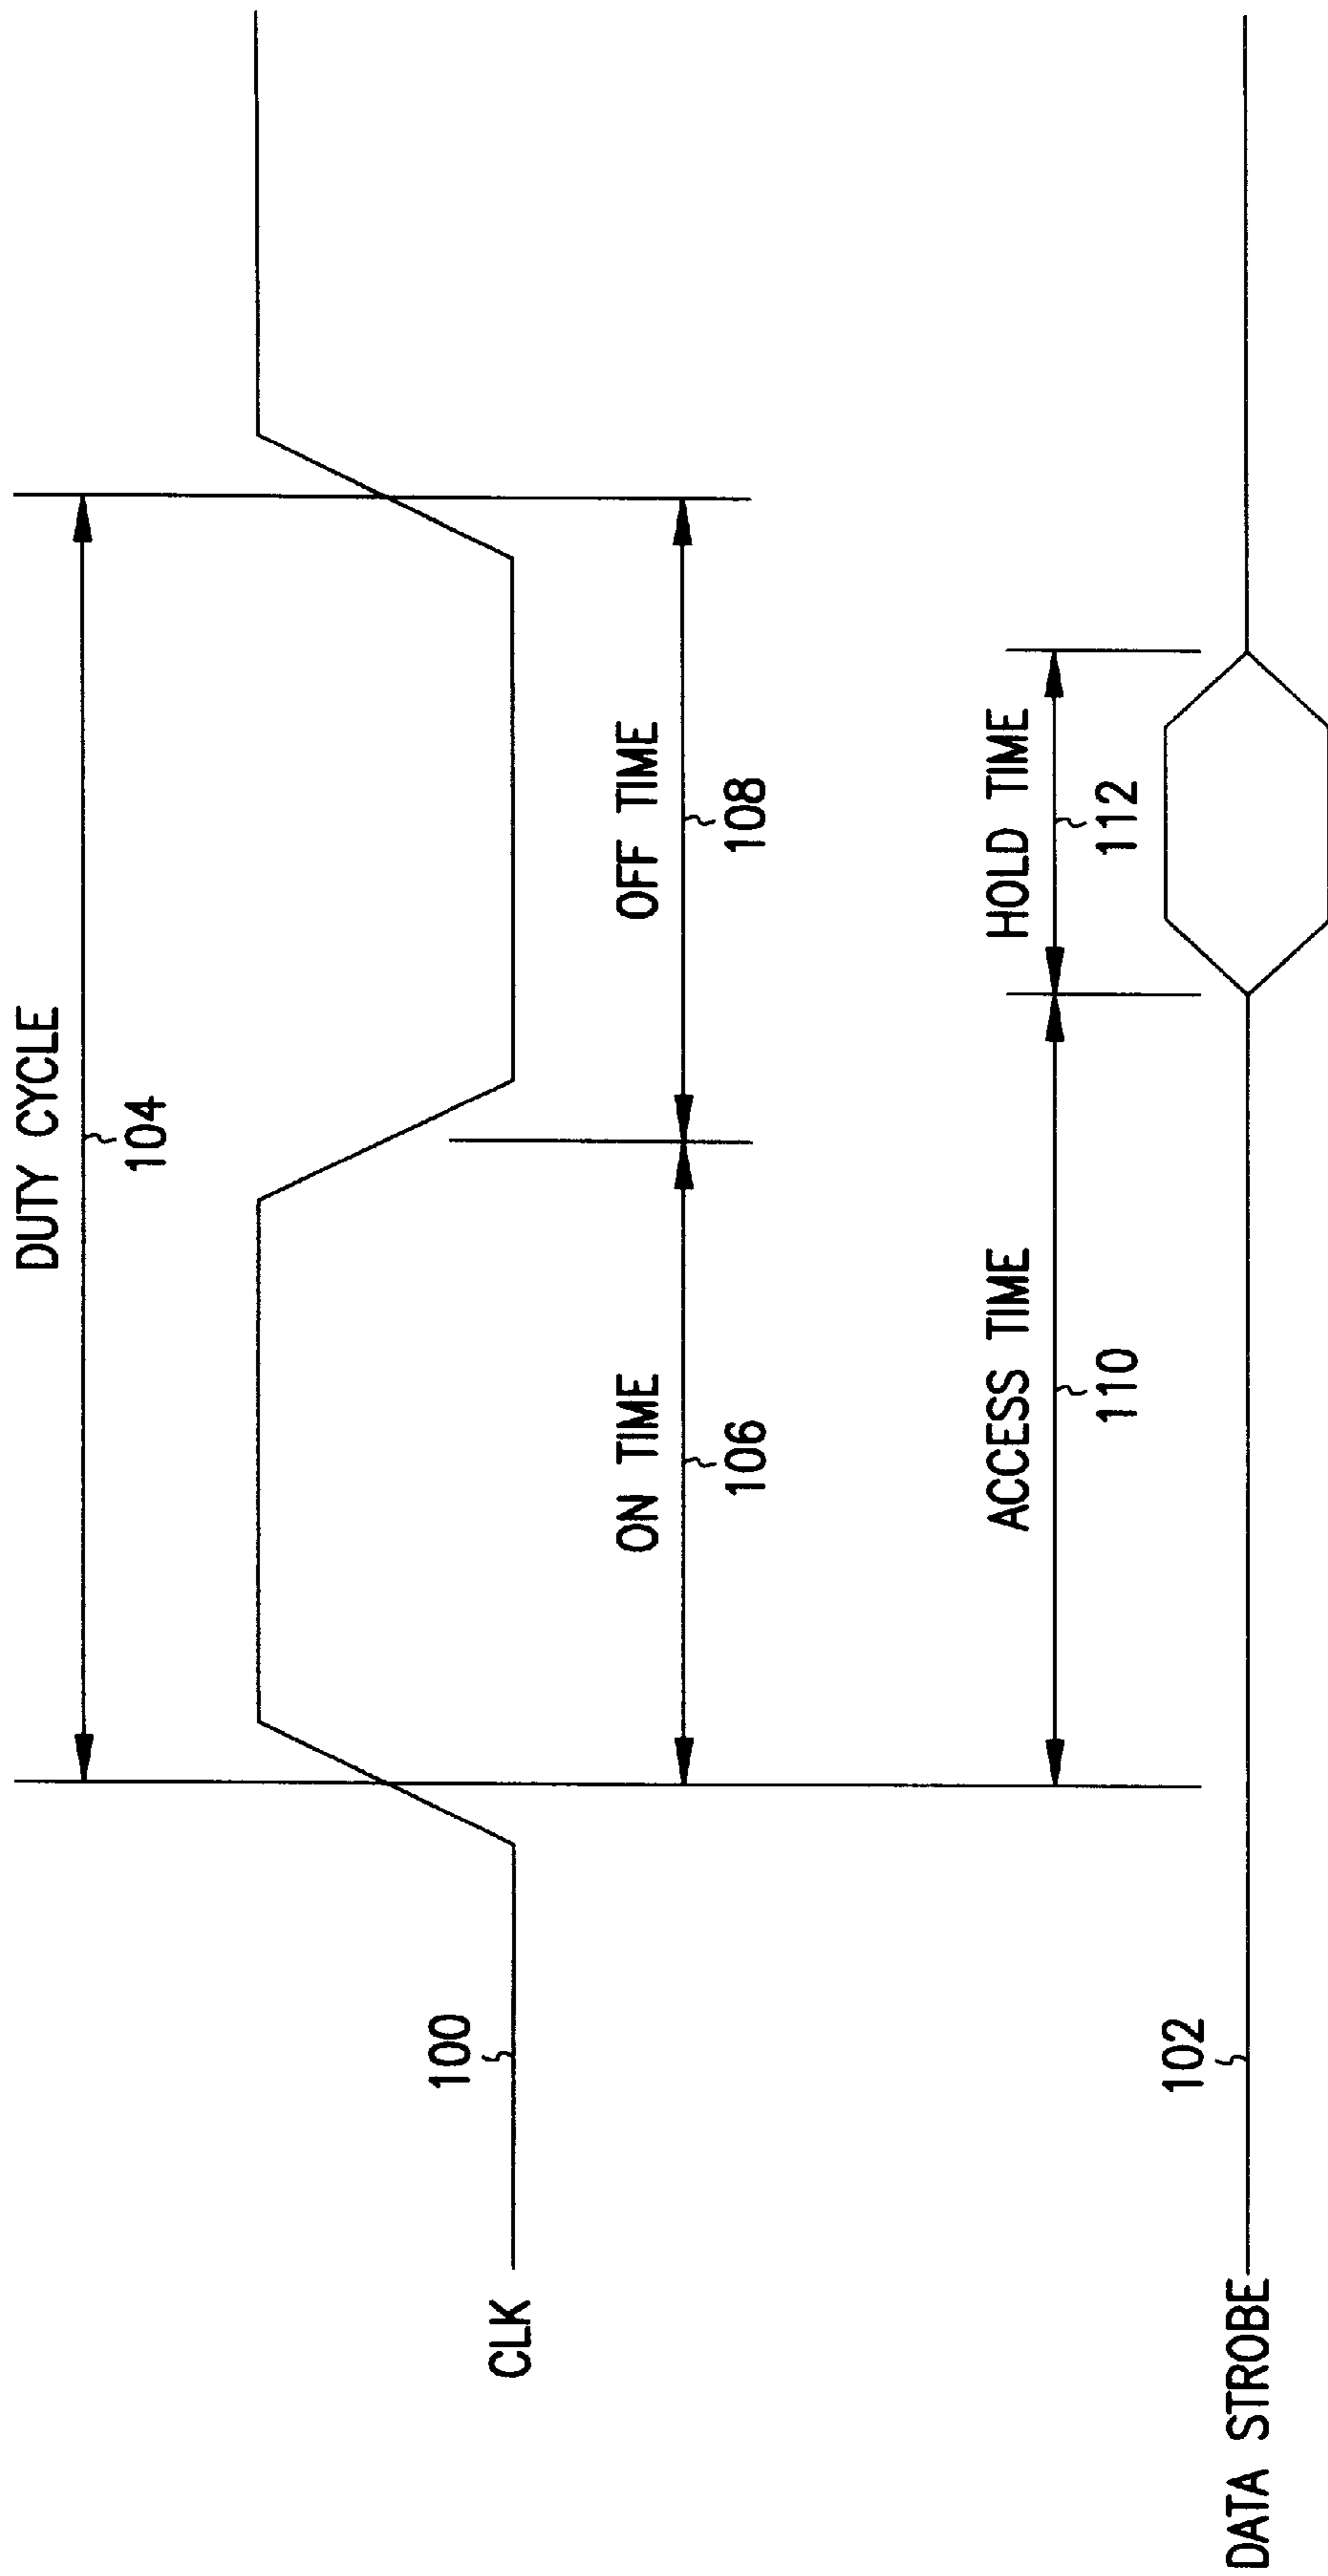 DUTY CYCLE
104
100
CLK
ON TIME
106
OFF TIME
108
ACCESS TIME
110
HOLD TIME
112
102
DATA STROBE